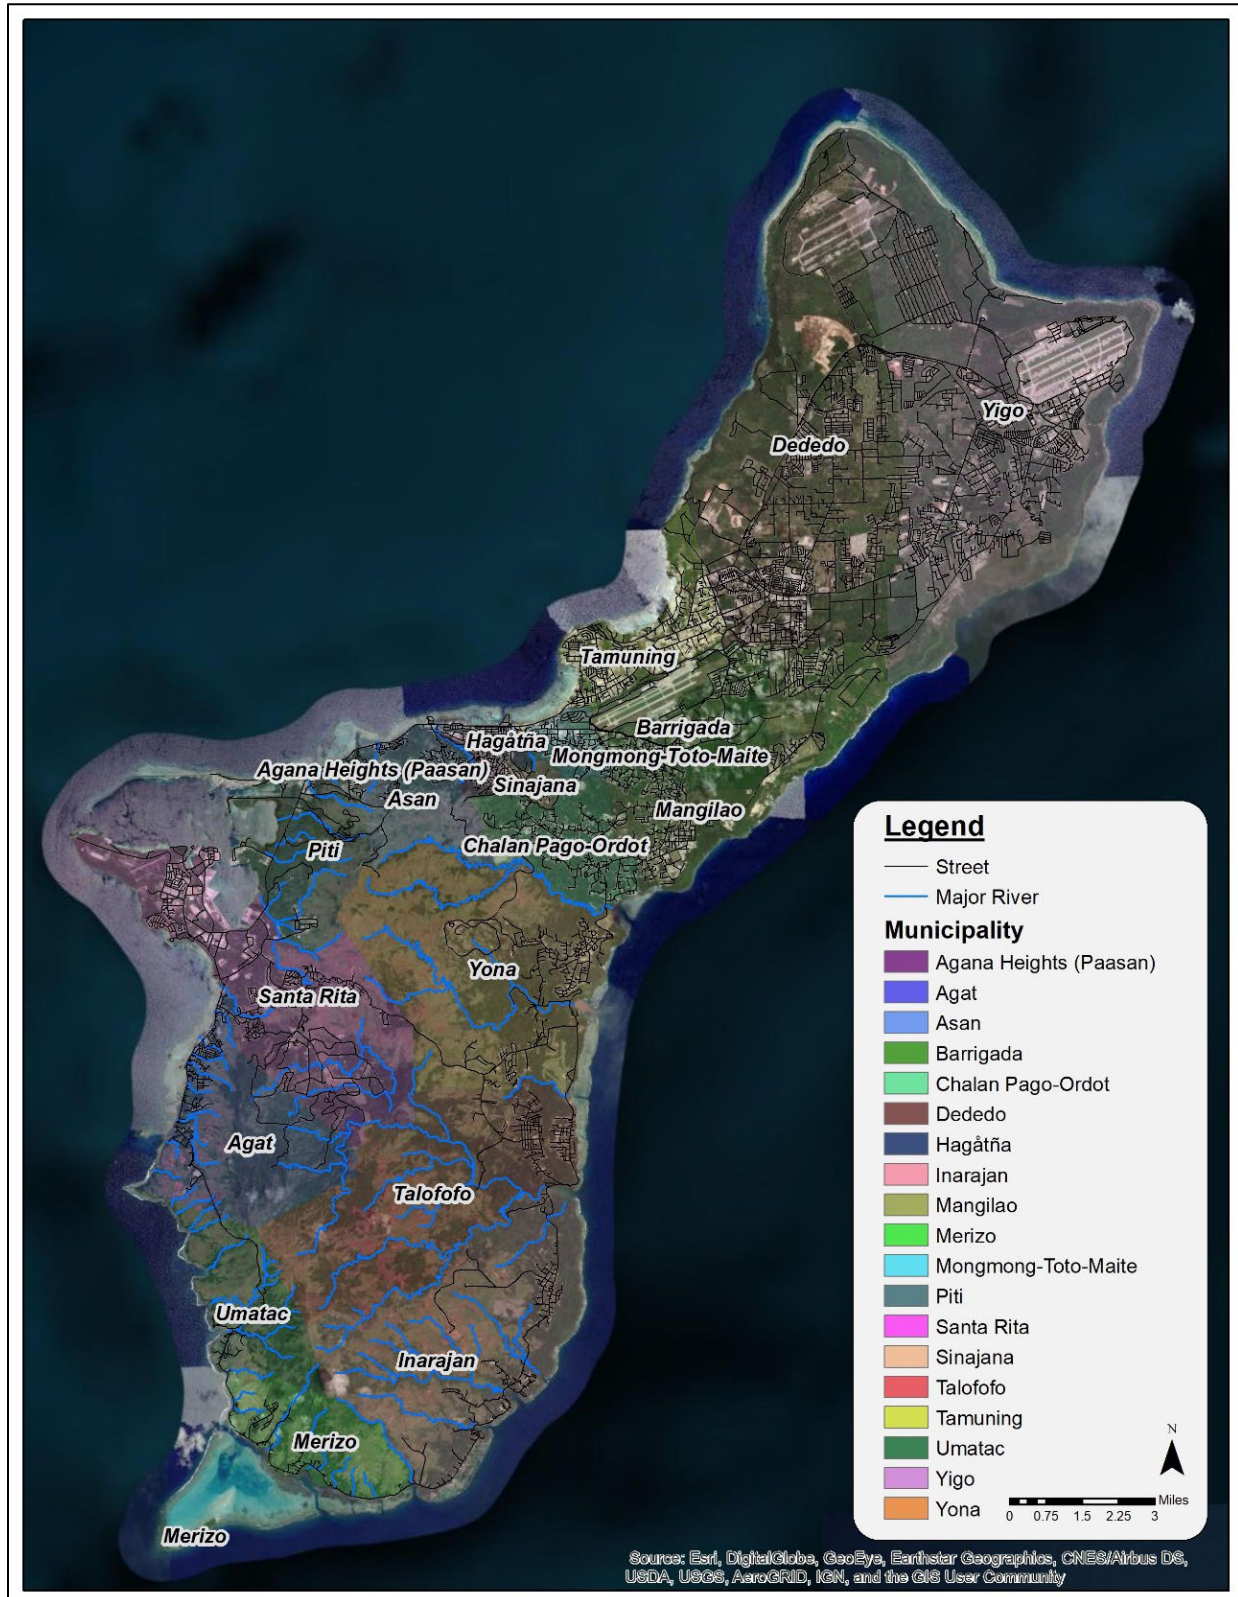 Yigo
Dededo
Tamuning
Barrigada
Hagåtña
Mongmong-Toto-Maite
Agana Heights (Paasan)
Sinajana
Asan
Mangilao
Chalan Pago-Ordot
Piti
Yona
Santa Rita
Agat
Talofofo
Umatac
Inarajan
Merizo
Merizo
Legend
Street
Major River
Municipality
Agana Heights (Paasan)
Agat
Asan
Barrigada
Chalan Pago-Ordot
Dededo
Hagåtña
Inarajan
Mangilao
Merizo
Mongmong-Toto-Maite
Piti
Santa Rita
Sinajana
Talofofo
Tamuning
Umatac
Yigo
Yona
N
Miles
0 0.75 1.5 2.25 3
Source: Esri, DigitalGlobe, GeoEye, Earthstar Geographics, CNES/Airbus DS,
USDA, USGS, AeroGRID, IGN, and the GIS User Community